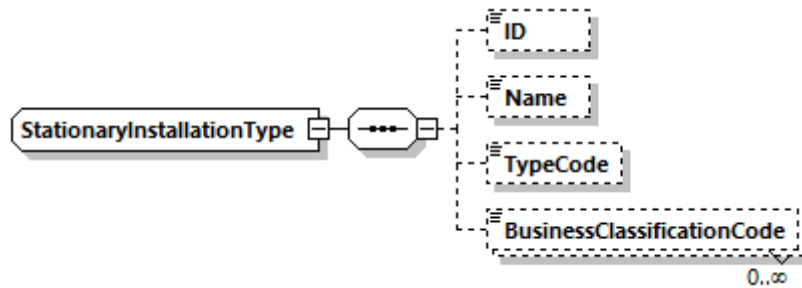 ID
Name
StationaryInstallationType
TypeCode
BusinessClassificationCode
0..∞